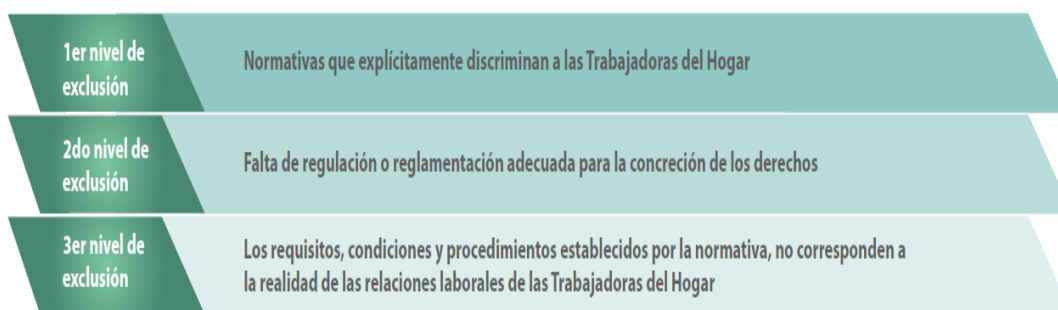 1er nivel de
exclusión
Normativas que explícitamente discriminan a las Trabajadoras del Hogar
2do nivel de
exclusión
Falta de regulación o reglamentación adecuada para la concreción de los derechos
3er nivel de
exclusión
Los requisitos, condiciones y procedimientos establecidos por la normativa, no corresponden a
la realidad de las relaciones laborales de las Trabajadoras del Hogar